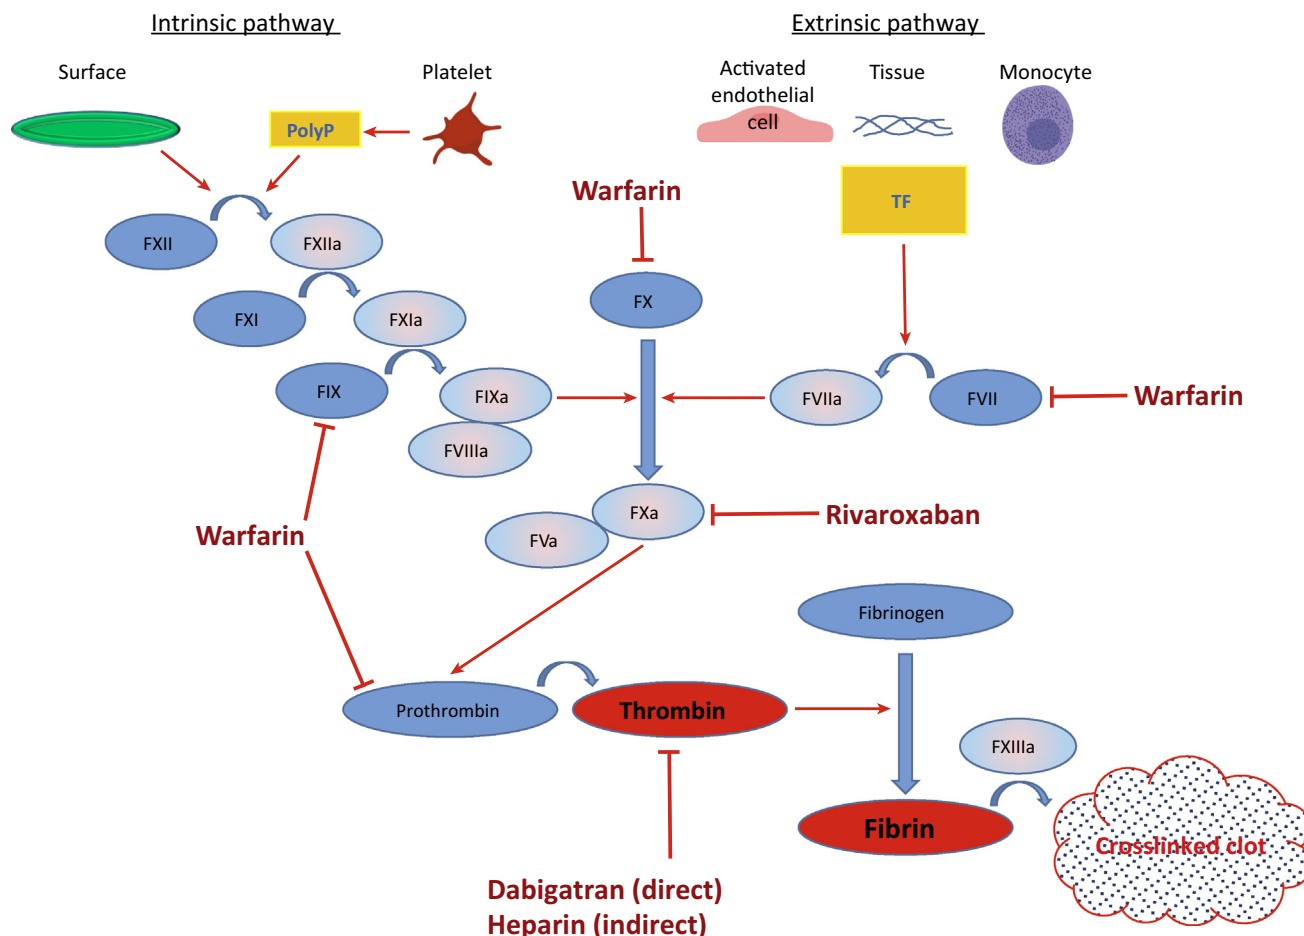 Intrinsic pathway
Extrinsic pathway
Surface
Platelet
Activated
endothelial
cell
Tissue
Monocyte
PolyP
TF
Warfarin
FXII
FXIIa
FX
FXI
FXIa
FIX
FIXa
FVIIIa
FVIIa
FVII
Warfarin
Warfarin
FXa
FVa
Rivaroxaban
Fibrinogen
Prothrombin
Thrombin
FXIIIa
Fibrin
Crosslinked clot
Dabigatran (direct)
Heparin (indirect)